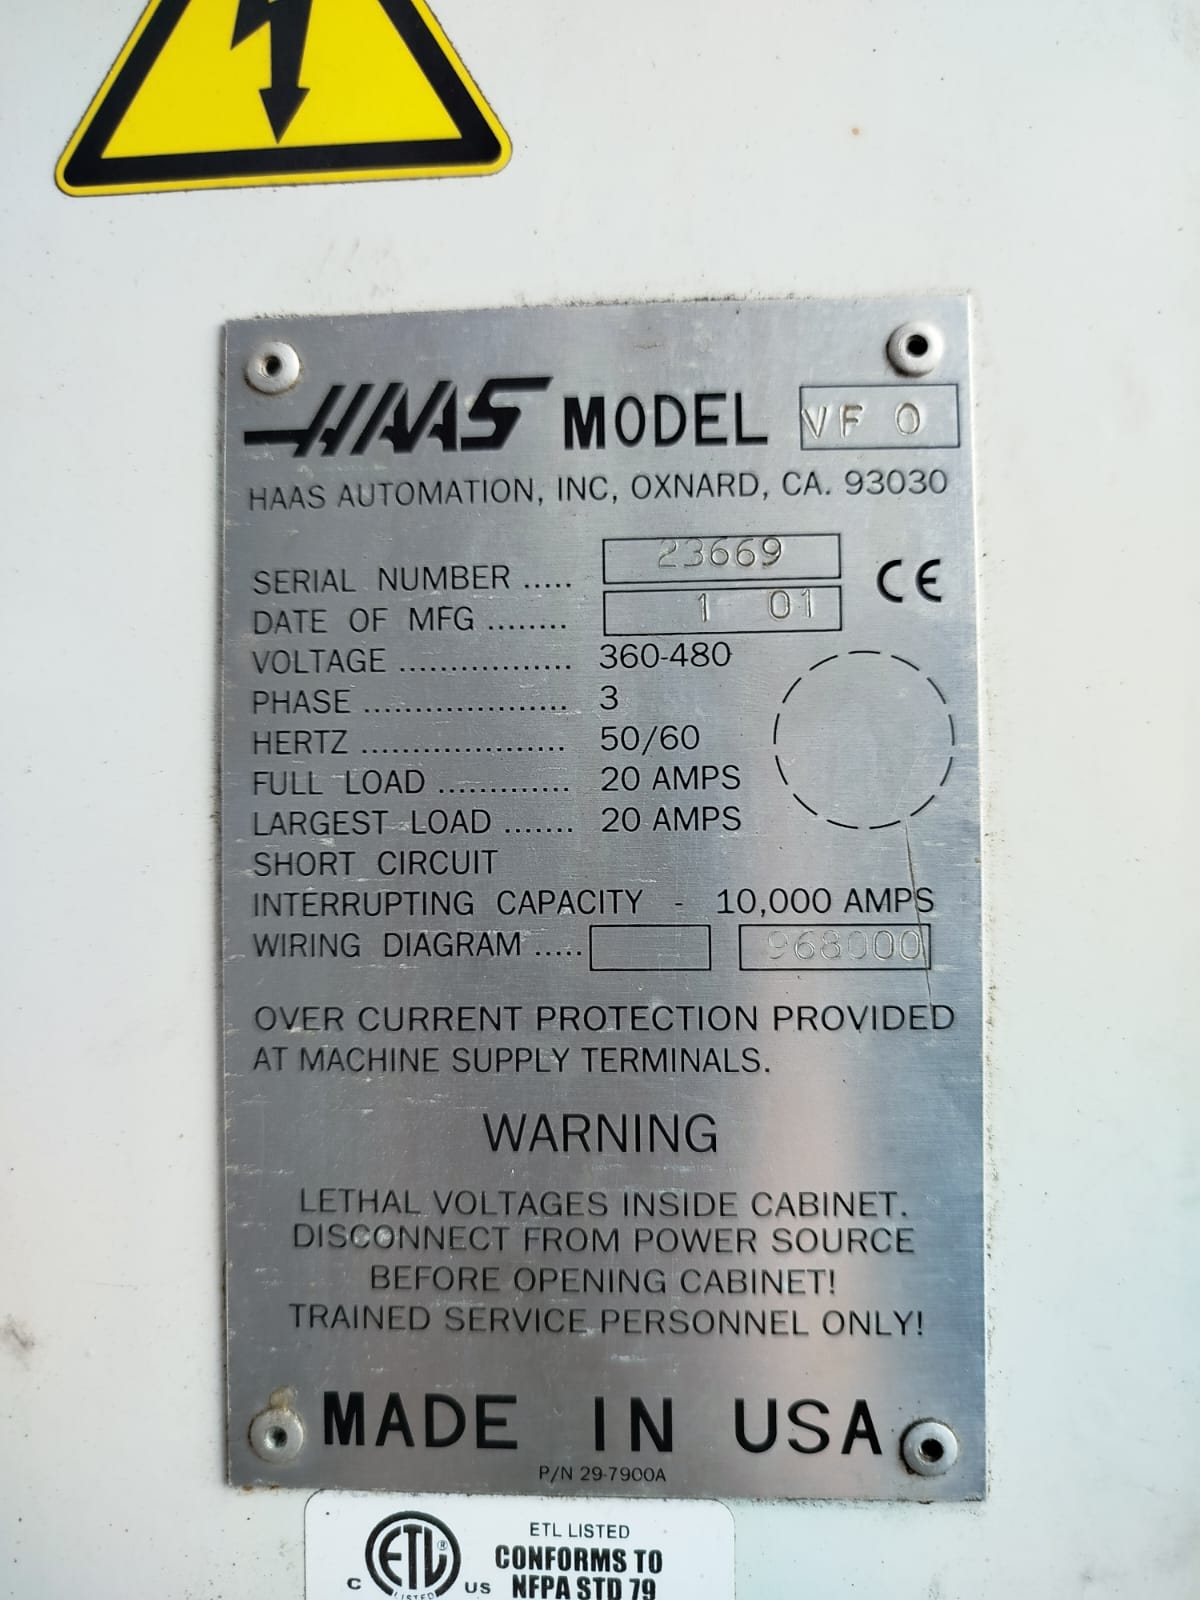 HAAS MODEL VF 0
HAAS AUTOMATION, INC, OXNARD, CA. 93030
SERIAL NUMBER ..... 23669
CE
DATE OF MFG ........ 1 01
VOLTAGE ................. 360-480
PHASE .................... 3
HERTZ .................... 50/60
FULL LOAD ............. 20 AMPS
LARGEST LOAD ....... 20 AMPS
SHORT CIRCUIT
INTERRUPTING CAPACITY - 10,000 AMPS
WIRING DIAGRAM ..... 968000
OVER CURRENT PROTECTION PROVIDED
AT MACHINE SUPPLY TERMINALS.
WARNING
LETHAL VOLTAGES INSIDE CABINET.
DISCONNECT FROM POWER SOURCE
BEFORE OPENING CABINET!
TRAINED SERVICE PERSONNEL ONLY!
MADE IN USA
P/N 29-7900A
ETL LISTED
CONFORMS TO
NFPA STD 79
C ETL® US
LISTED